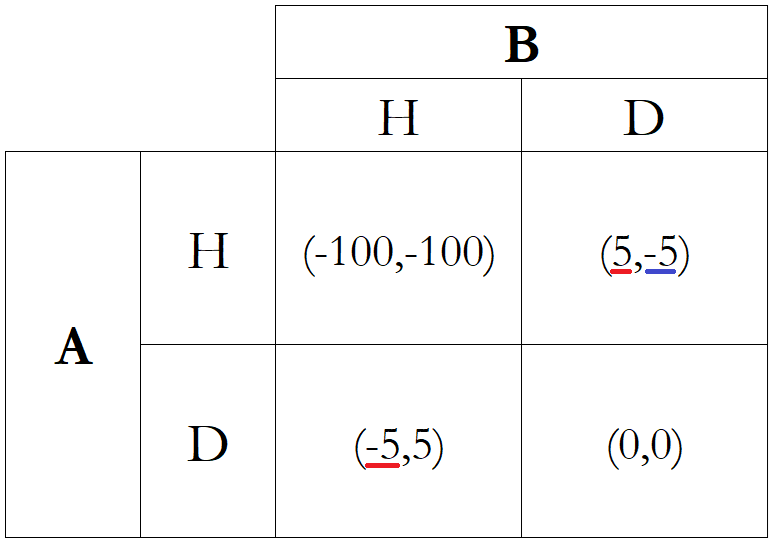 B
H D
H (-100,-100) (5,-5)
A
D (-5,5) (0,0)